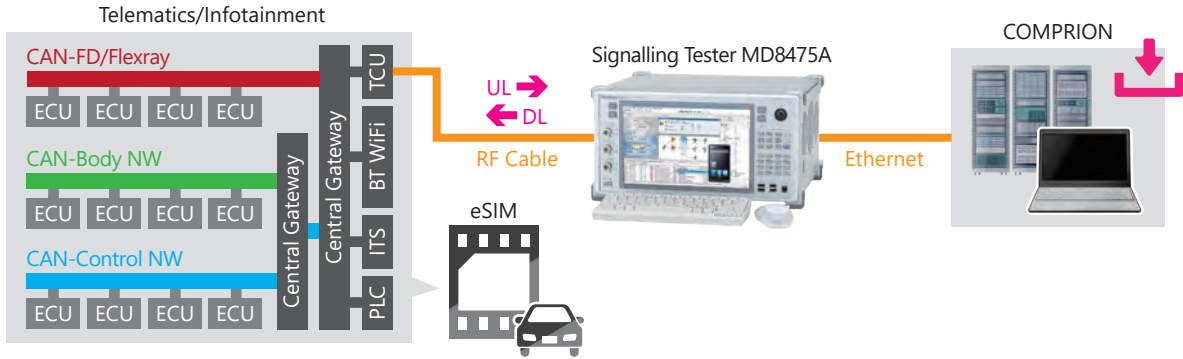 Telematics/Infotainment
CAN-FD/Flexray
ECU ECU ECU ECU
CAN-Body NW
ECU ECU ECU ECU
CAN-Control NW
ECU ECU ECU ECU
Central Gateway
Central Gateway
TCU
BT WiFi
ITS
PLC
eSIM
UL
DL
RF Cable
Signalling Tester MD8475A
Ethernet
COMPRION